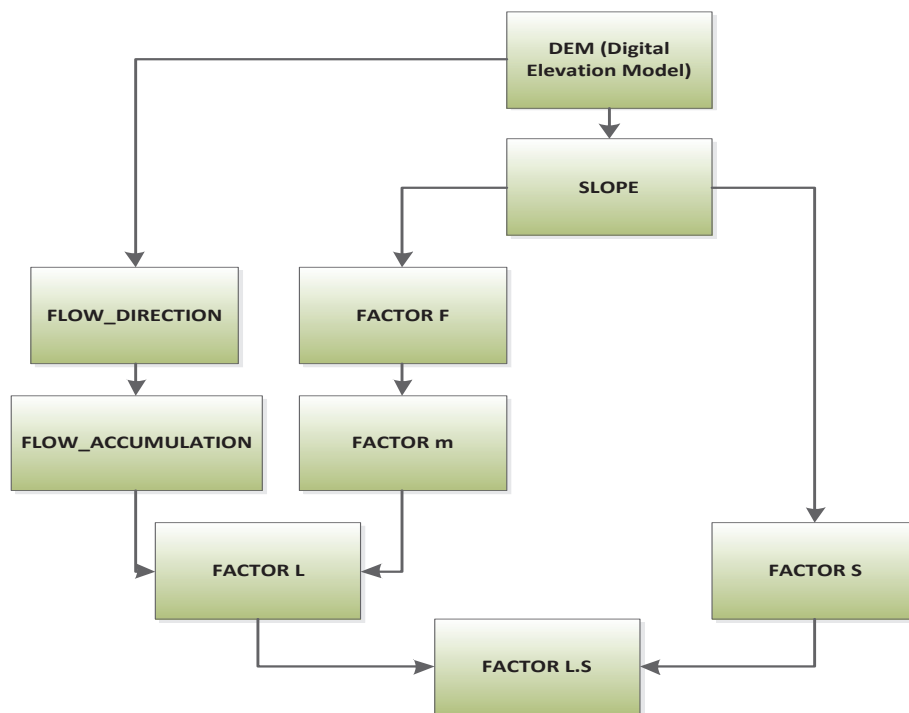 DEM (Digital
Elevation Model)
SLOPE
FLOW_DIRECTION
FACTOR F
FLOW_ACCUMULATION
FACTOR m
FACTOR L
FACTOR S
FACTOR L.S